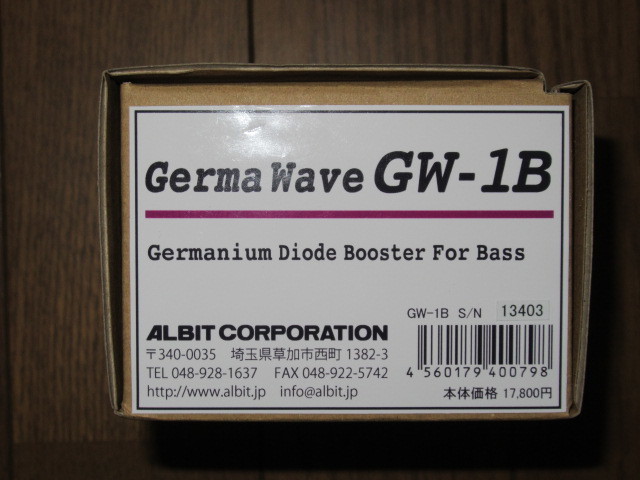 Germa Wave GW-1B
Germanium Diode Booster For Bass
GW-1B S/N 13403
ALBIT CORPORATION
〒340-0035 埼玉県草加市西町 1382-3
TEL 048-928-1637 FAX 048-922-5742
http://www.albit.jp info@albit.jp
4 560179 400798
本体価格 17,800円